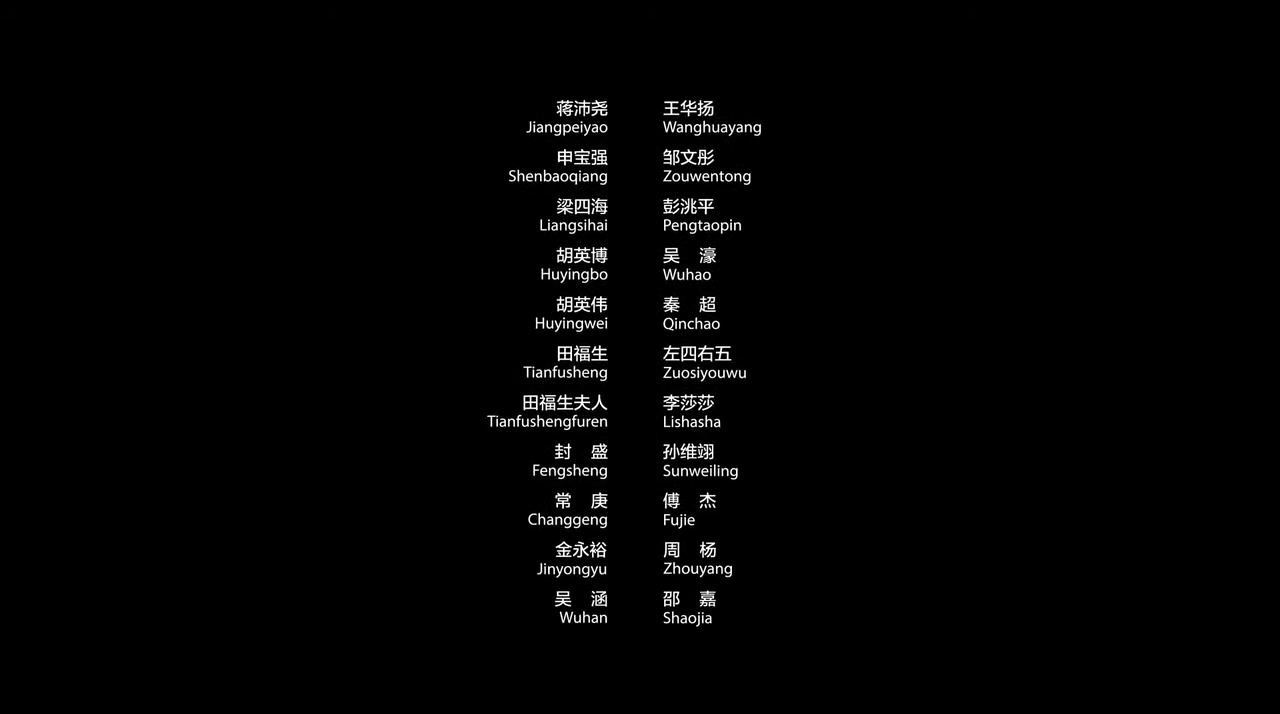 蒋沛尧 王华扬
Jiangpeiyao Wanghuayang
申宝强 邹文彤
Shenbaoqiang Zouwentong
梁四海 彭洮平
Liangsihai Pengtaopin
胡英博 吴 濠
Huyingbo Wuhao
胡英伟 秦 超
Huyingwei Qinchao
田福生 左四右五
Tianfusheng Zuosiyouwu
田福生夫人 李莎莎
Tianfushengfuren Lishasha
封 盛 孙维翊
Fengsheng Sunweiling
常 庚 傅 杰
Changgeng Fujie
金永裕 周 杨
Jinyongyu Zhouyang
吴 涵 邵 嘉
Wuhan Shaojia